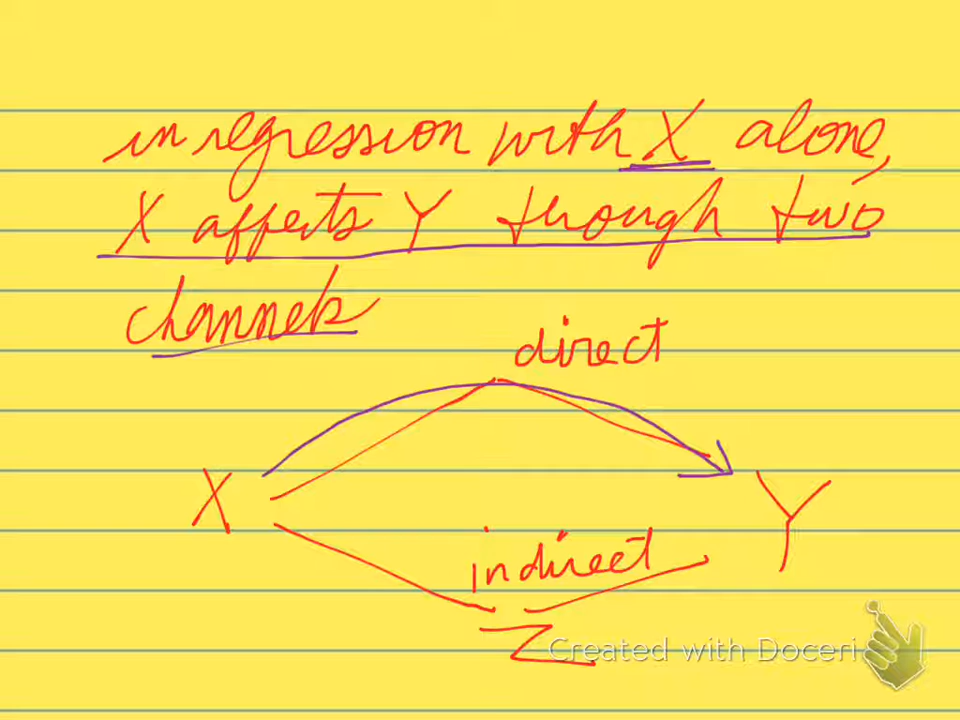 in regression with X alone,
X affects Y through two
channels
direct
X
Y
indirect
Z
Created with Doceri